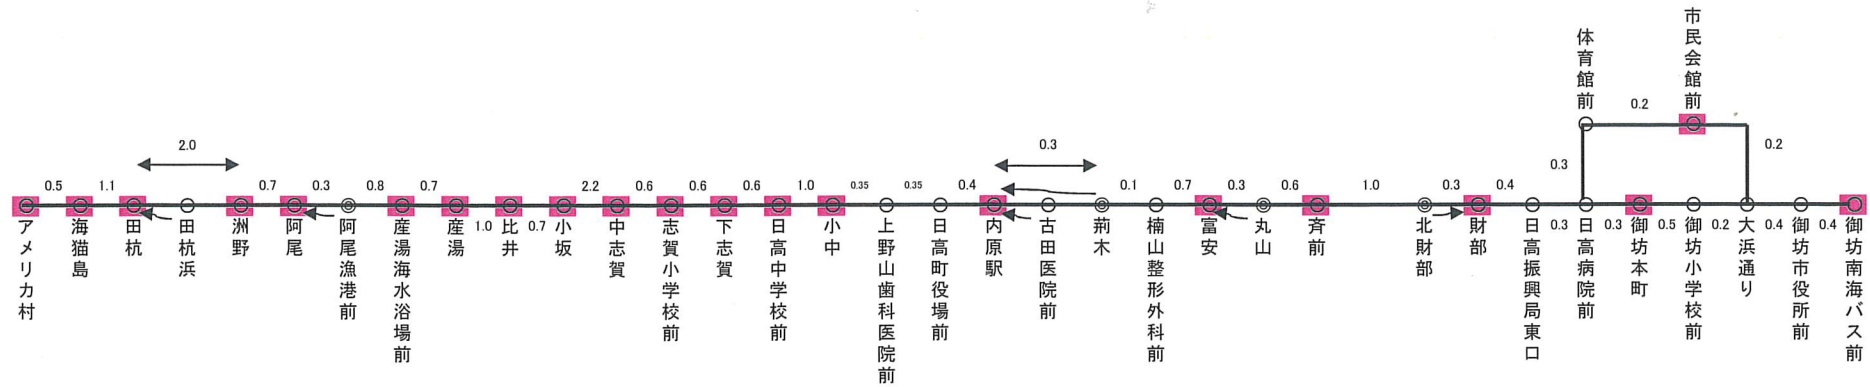 体育館前
市民会館前
0.2
2.0
0.3
0.3
0.2
0.5
1.1
0.7
0.3
0.8
0.7
1.0
0.7
2.2
0.6
0.6
0.6
1.0
0.35
0.35
0.4
0.1
0.7
0.3
0.6
1.0
0.3
0.4
0.3
0.3
0.5
0.2
0.4
0.4
アメリカ村
海猫島
田杭
田杭浜
洲野
阿尾
阿尾漁港前
産湯海水浴場前
産湯
比井
小坂
中志賀
志賀小学校前
下志賀
日高中学校前
小中
上野山歯科医院前
日高町役場前
内原駅
古田医院前
荊木
楠山整形外科前
富安
丸山
斉前
北財部
財部
日高振興局東口
日高病院前
御坊本町
御坊小学校前
大浜通り
御坊市役所前
御坊南海バス前